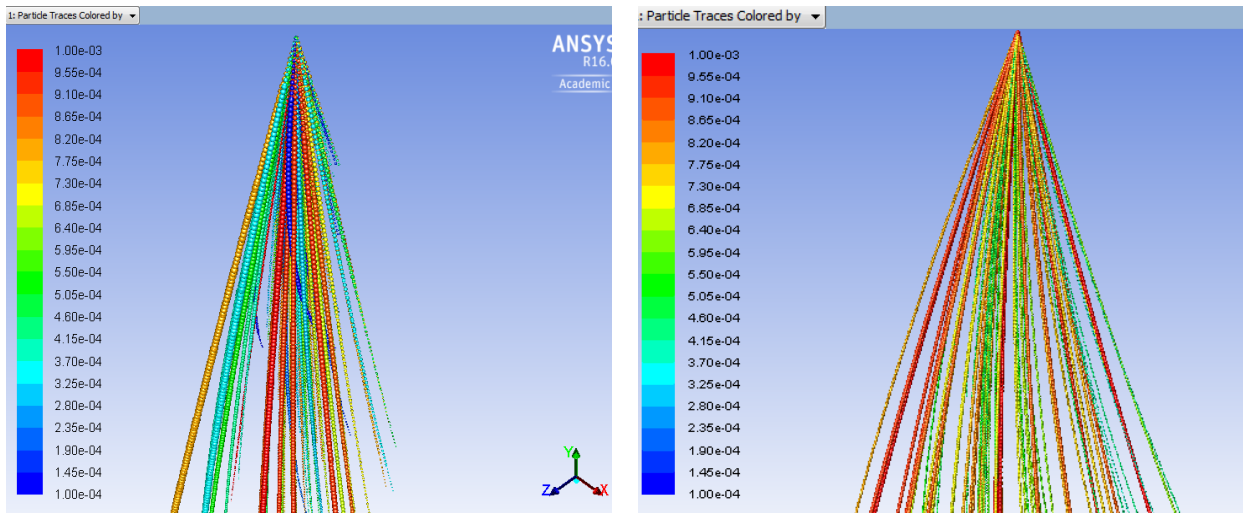 1: Particle Traces Colored by
ANSYS
R16.
Academic
1.00e-03
9.55e-04
9.10e-04
8.65e-04
8.20e-04
7.75e-04
7.30e-04
6.85e-04
6.40e-04
5.95e-04
5.50e-04
5.05e-04
4.60e-04
4.15e-04
3.70e-04
3.25e-04
2.80e-04
2.35e-04
1.90e-04
1.45e-04
1.00e-04
Y
Z
X
: Particle Traces Colored by
1.00e-03
9.55e-04
9.10e-04
8.65e-04
8.20e-04
7.75e-04
7.30e-04
6.85e-04
6.40e-04
5.95e-04
5.50e-04
5.05e-04
4.60e-04
4.15e-04
3.70e-04
3.25e-04
2.80e-04
2.35e-04
1.90e-04
1.45e-04
1.00e-04